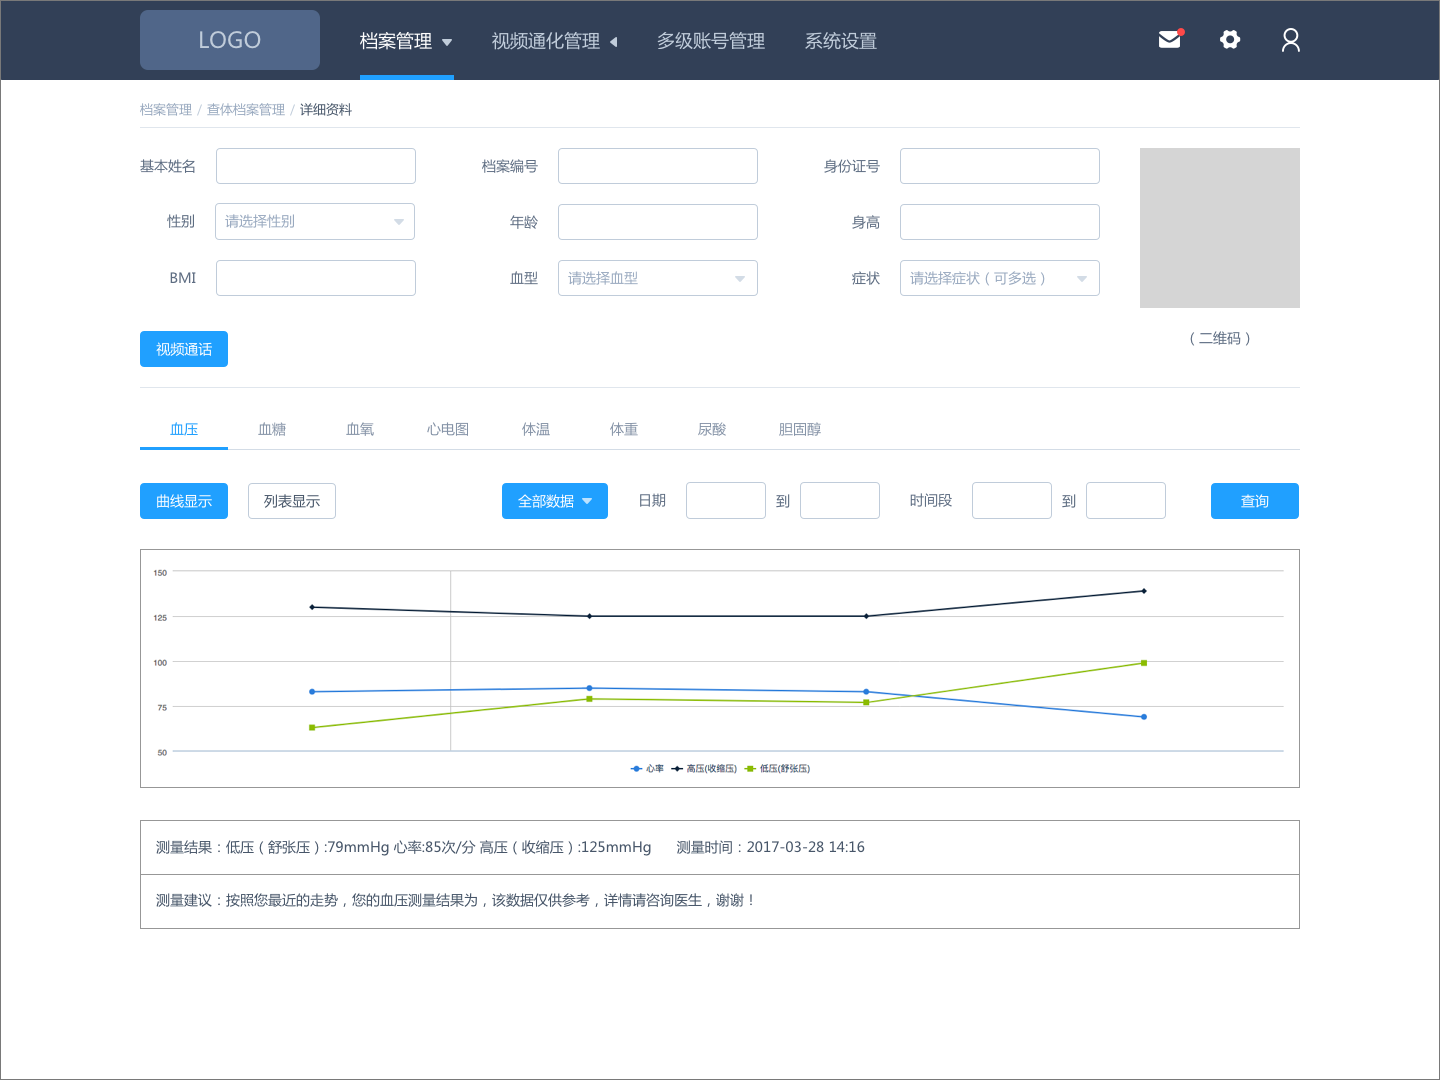 LOGO 档案管理 视频通化管理 多级账号管理 系统设置
档案管理 / 查体档案管理 / 详细资料
基本姓名 档案编号 身份证号
性别 请选择性别 年龄 身高
BMI 血型 请选择血型 症状 请选择症状（可多选）
（二维码）
视频通话
血压 血糖 血氧 心电图 体温 体重 尿酸 胆固醇
曲线显示 列表显示 全部数据 日期 到 时间段 到 查询
150
125
100
75
50
心率 高压(收缩压) 低压(舒张压)
测量结果：低压（舒张压）:79mmHg 心率:85次/分 高压（收缩压）:125mmHg 测量时间：2017-03-28 14:16
测量建议：按照您最近的走势，您的血压测量结果为，该数据仅供参考，详情请咨询医生，谢谢！